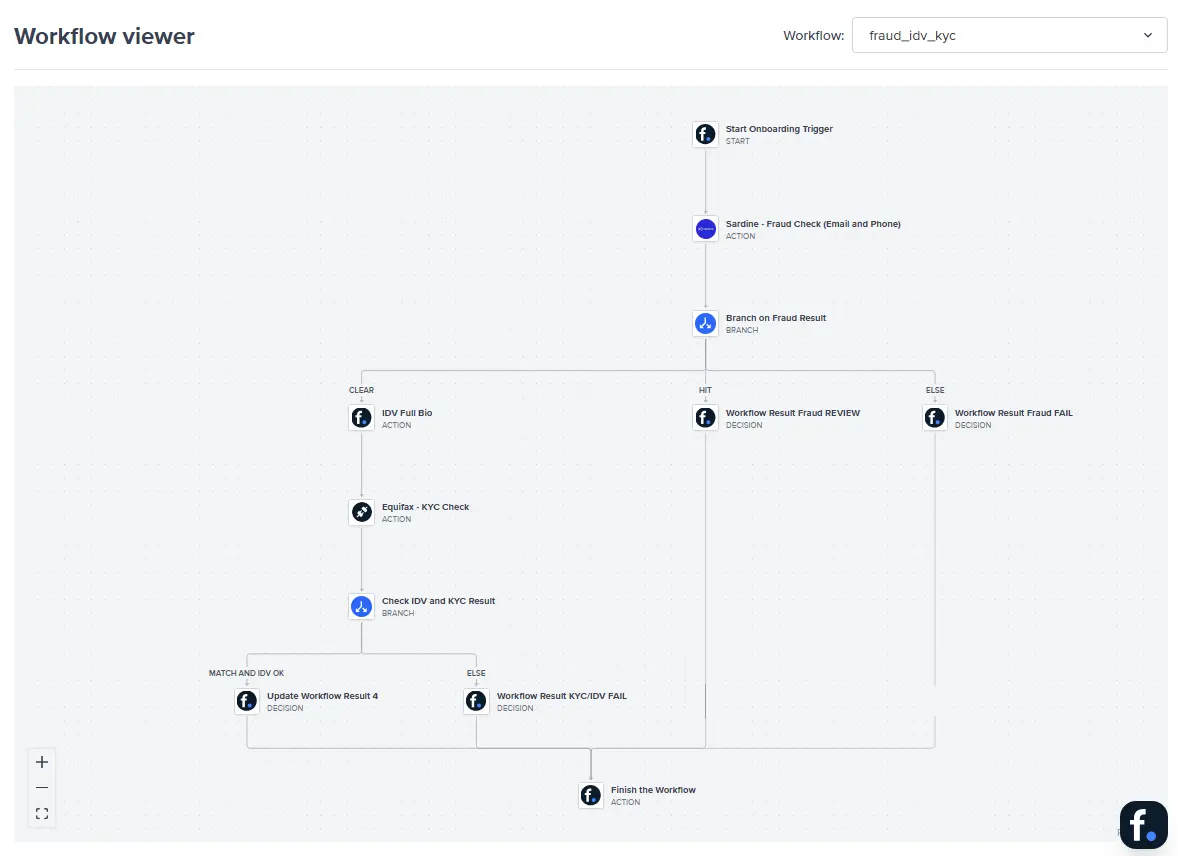 Workflow viewer
Workflow:
fraud_idv_kyc
Start Onboarding Trigger
START
Sardine - Fraud Check (Email and Phone)
ACTION
Branch on Fraud Result
BRANCH
CLEAR
HIT
ELSE
IDV Full Bio
ACTION
Workflow Result Fraud REVIEW
DECISION
Workflow Result Fraud FAIL
DECISION
Equifax - KYC Check
ACTION
Check IDV and KYC Result
BRANCH
MATCH AND IDV OK
ELSE
Update Workflow Result 4
DECISION
Workflow Result KYC/IDV FAIL
DECISION
Finish the Workflow
ACTION
f.